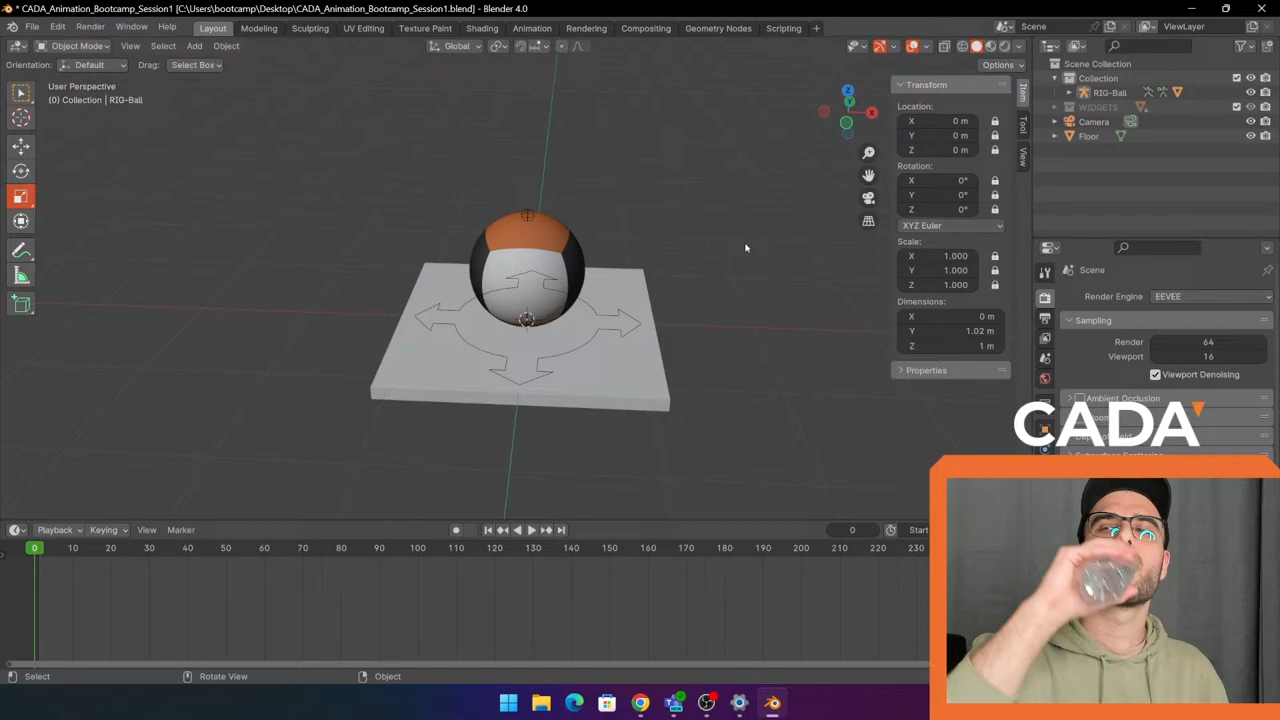 * CADA_Animation_Bootcamp_Session1 [C:\Users\bootcamp\Desktop\CADA_Animation_Bootcamp_Session1.blend] - Blender 4.0
File Edit Render Window Help Layout Modeling Sculpting UV Editing Texture Paint Shading Animation Rendering Compositing Geometry Nodes Scripting + Scene ViewLayer
Object Mode View Select Add Object Global
Orientation: Default Drag: Select Box Options
User Perspective
(0) Collection | RIG-Ball
Z
Y
X
Transform
Location:
X 0 m
Y 0 m
Z 0 m
Rotation:
X 0°
Y 0°
Z 0°
XYZ Euler
Scale:
X 1.000
Y 1.000
Z 1.000
Dimensions:
X 0 m
Y 1.02 m
Z 1 m
Properties
Item
Tool
View
Scene Collection
Collection
RIG-Ball
WIDGETS
Camera
Floor
Scene
Render Engine EEVEE
Sampling
Render 64
Viewport 16
Viewport Denoising
Ambient Occlusion
CADA
Playback Keying View Marker 0 Start
0 10 20 30 40 50 60 70 80 90 100 110 120 130 140 150 160 170 180 190 200 210 220 230
Select Rotate View Object
NEW